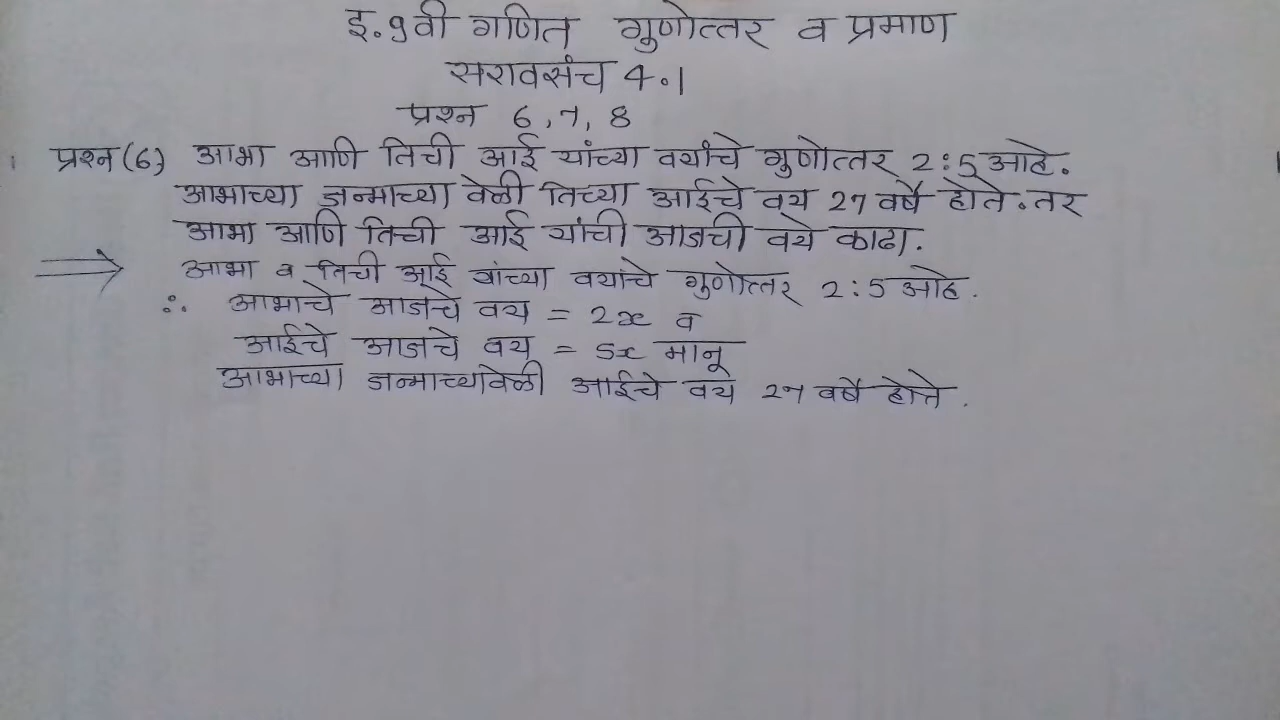 इ.9वी गणित गुणोत्तर व प्रमाण
सरावसंच 4.1
प्रश्न 6,7,8
प्रश्न (6) आभा आणि तिची आई यांच्या वयांचे गुणोत्तर 2:5 आहे.
आभाच्या जन्माच्या वेळी तिच्या आईचे वय 27 वर्षे होते. तर
आभा आणि तिची आई यांची आजची वये काढा.
⟹ आभा व तिची आई यांच्या वयांचे गुणोत्तर 2:5 आहे.
∴ आभाचे आजचे वय = 2x व
आईचे आजचे वय = 5x मानू
आभाच्या जन्माच्यावेळी आईचे वय 27 वर्षे होते.